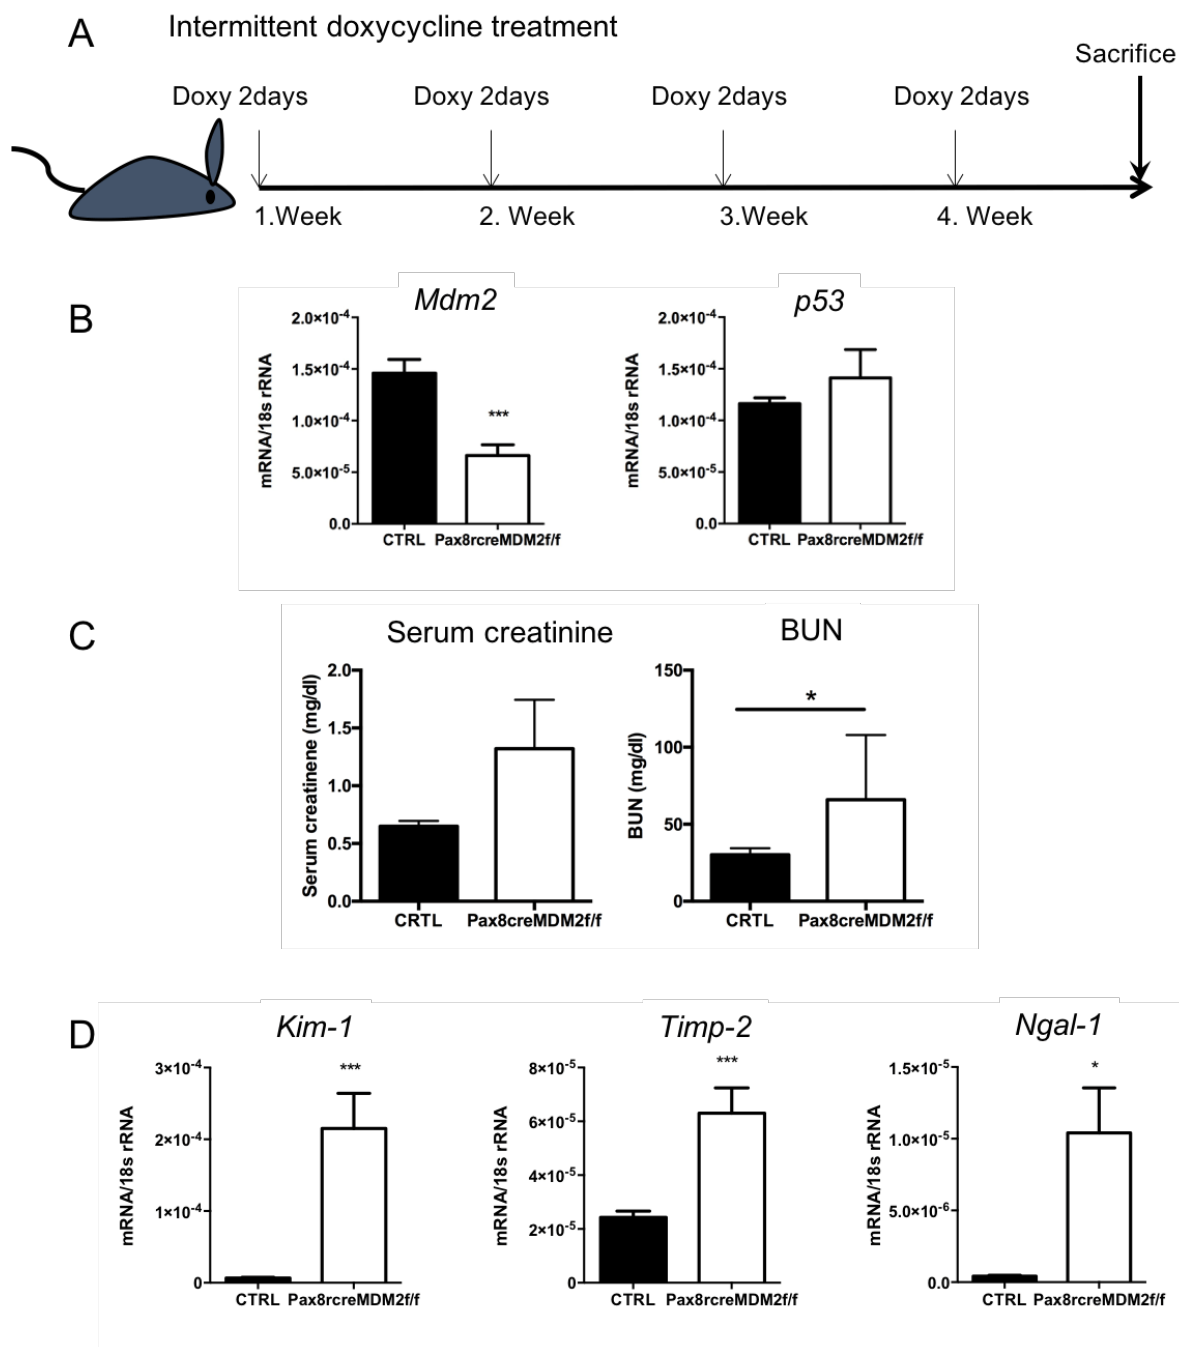 A
Intermittent doxycycline treatment
Sacrifice
Doxy 2days Doxy 2days Doxy 2days Doxy 2days
1.Week 2. Week 3.Week 4. Week
B
Mdm2
mRNA/18s rRNA
2.0×10⁻⁴
1.5×10⁻⁴
1.0×10⁻⁴
5.0×10⁻⁵
0.0
***
CTRL Pax8rcreMDM2f/f
p53
mRNA/18s rRNA
2.0×10⁻⁴
1.5×10⁻⁴
1.0×10⁻⁴
5.0×10⁻⁵
0.0
CTRL Pax8rcreMDM2f/f
C
Serum creatinine
Serum creatinene (mg/dl)
2.0
1.5
1.0
0.5
0.0
CRTL Pax8creMDM2f/f
BUN
BUN (mg/dl)
150
100
50
0
*
CRTL Pax8creMDM2f/f
D
Kim-1
mRNA/18s rRNA
3×10⁻⁴
2×10⁻⁴
1×10⁻⁴
0
***
CTRL Pax8rcreMDM2f/f
Timp-2
mRNA/18s rRNA
8×10⁻⁵
6×10⁻⁵
4×10⁻⁵
2×10⁻⁵
0
***
CTRL Pax8rcreMDM2f/f
Ngal-1
mRNA/18s rRNA
1.5×10⁻⁵
1.0×10⁻⁵
5.0×10⁻⁶
0.0
*
CTRL Pax8rcreMDM2f/f